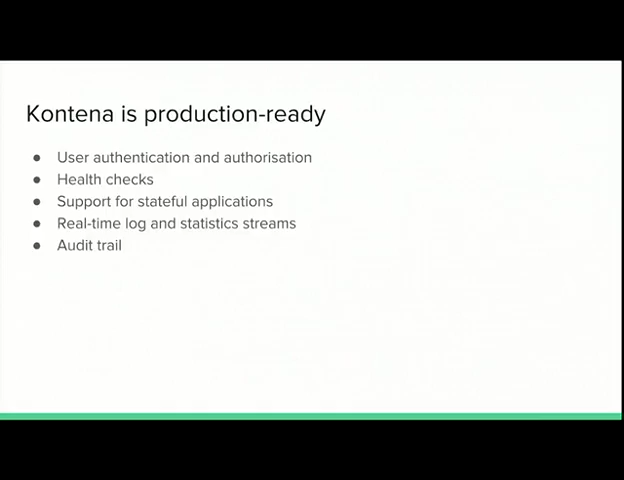 Kontena is production-ready
● User authentication and authorisation
● Health checks
● Support for stateful applications
● Real-time log and statistics streams
● Audit trail